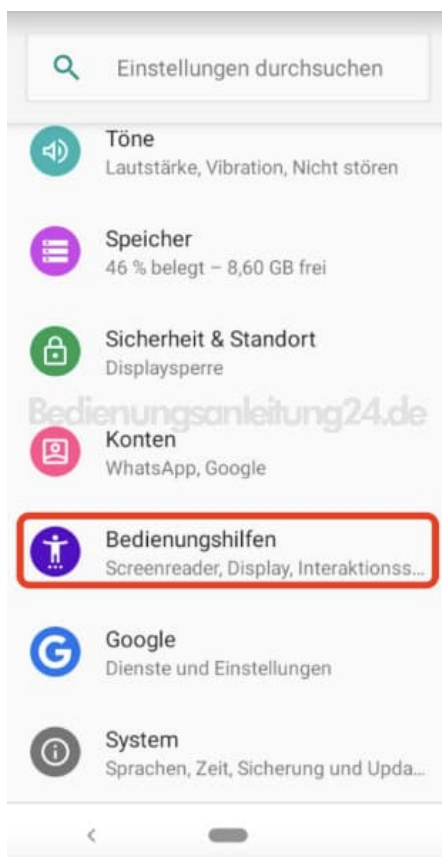 Einstellungen durchsuchen
Töne
Lautstärke, Vibration, Nicht stören
Speicher
46 % belegt – 8,60 GB frei
Sicherheit & Standort
Displaysperre
Bedienungsanleitung24.de
Konten
WhatsApp, Google
Bedienungshilfen
Screenreader, Display, Interaktionss...
Google
Dienste und Einstellungen
System
Sprachen, Zeit, Sicherung und Upda...